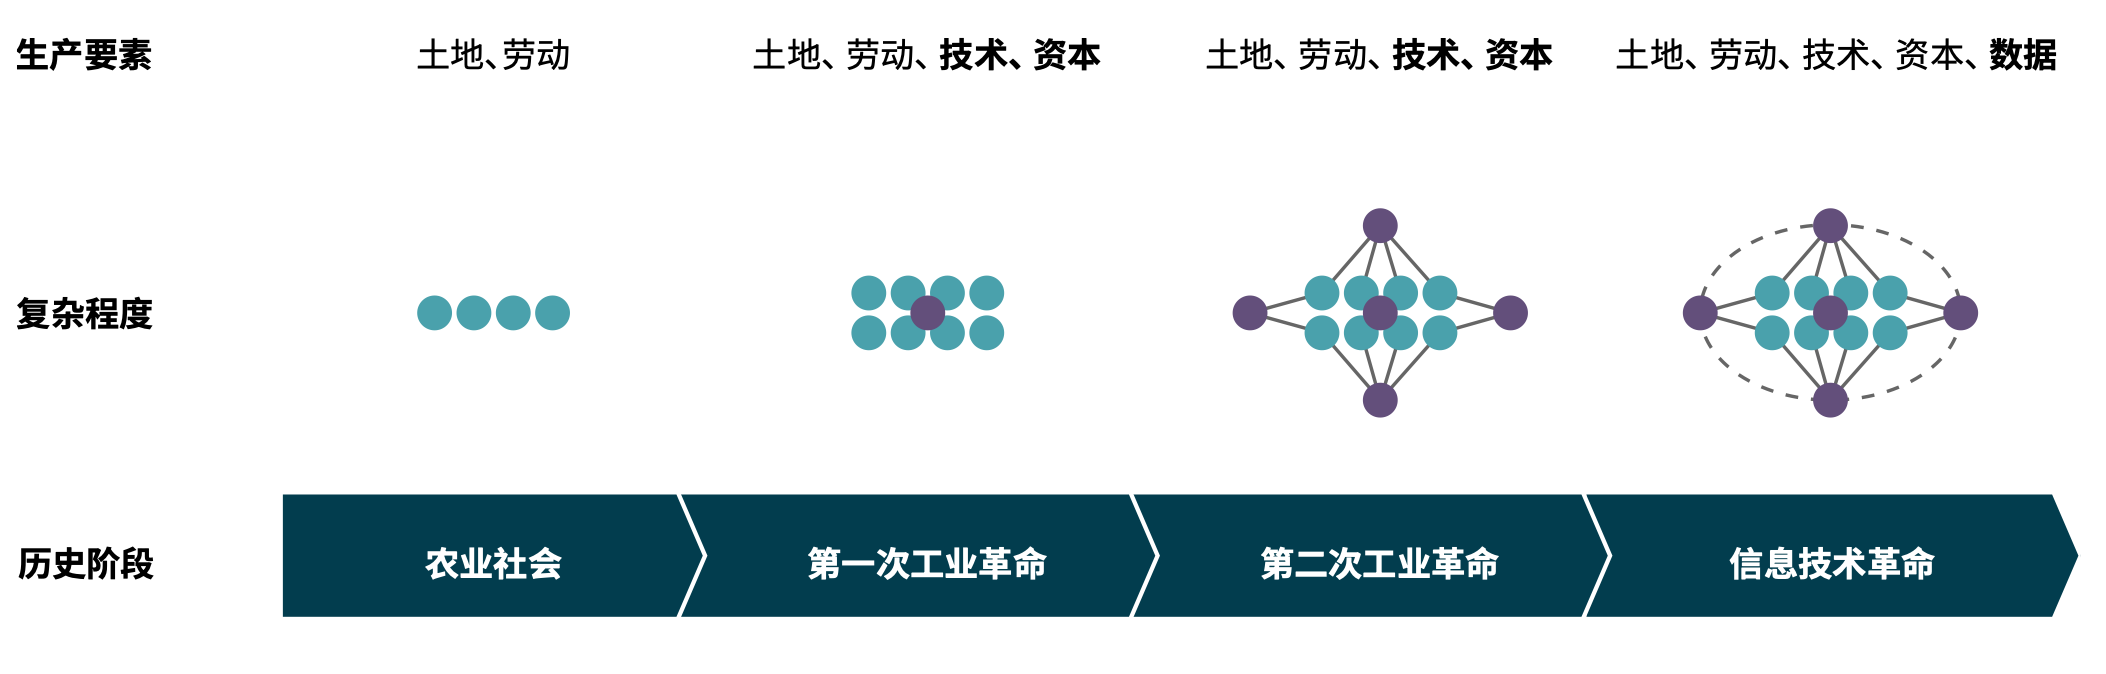 生产要素 土地、劳动 土地、劳动、技术、资本 土地、劳动、技术、资本 土地、劳动、技术、资本、数据
复杂程度
历史阶段 农业社会 第一次工业革命 第二次工业革命 信息技术革命